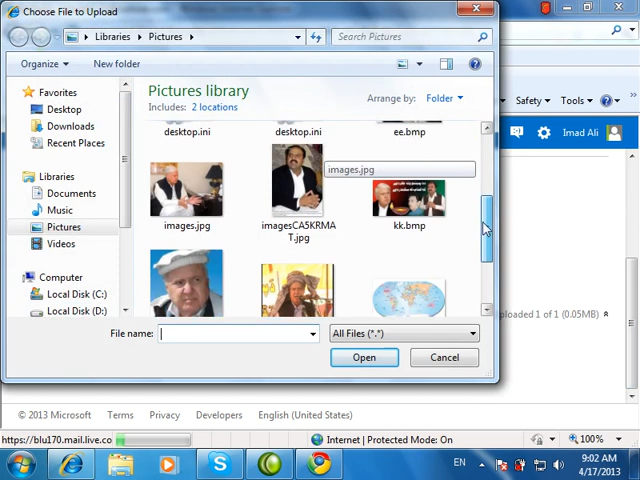 Choose File to Upload
Libraries
Pictures
Search Pictures
Organize
New folder
Favorites
Desktop
Downloads
Recent Places
Libraries
Documents
Music
Pictures
Videos
Computer
Local Disk (C:)
Local Disk (D:)
Pictures library
Includes: 2 locations
Arrange by: Folder
desktop.ini
desktop.ini
ee.bmp
images.jpg
images.jpg
imagesCA5KRMA
T.jpg
kk.bmp
File name:
All Files (*.*)
Open
Cancel
Safety
Tools
Imad Ali
ploaded 1 of 1 (0.05MB)
© 2013 Microsoft Terms Privacy Developers English (United States)
https://blu170.mail.live.co
Internet | Protected Mode: On
100%
EN
9:02 AM
4/17/2013